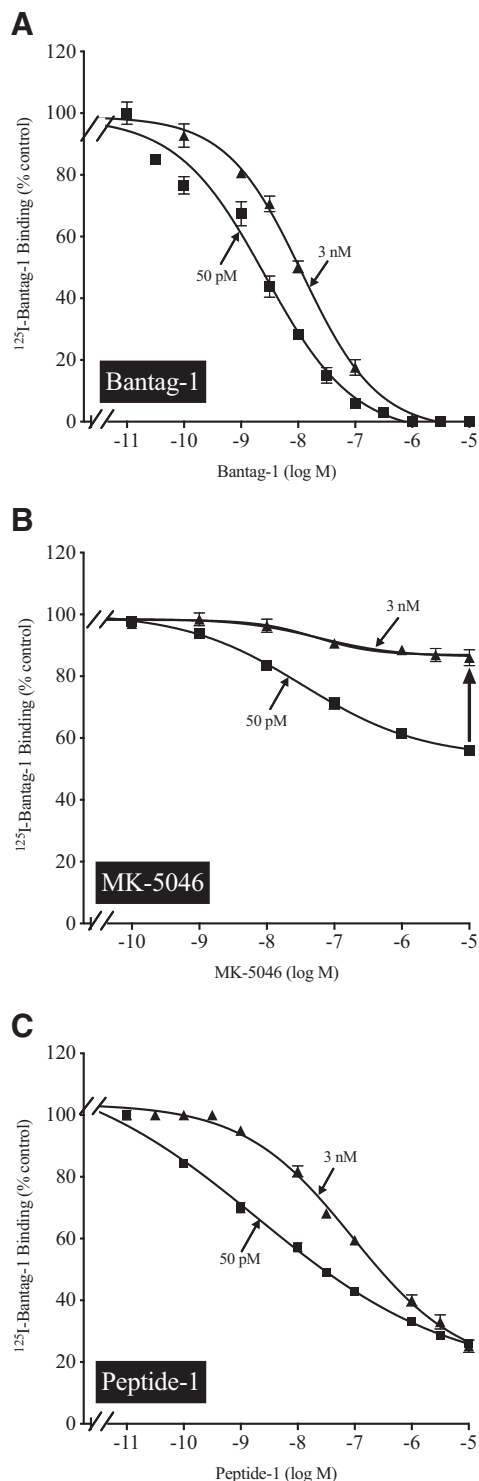 A
120
100
80
60
40
20
0
¹²⁵I-Bantag-1 Binding (% control)
3 nM
50 pM
Bantag-1
-11 -10 -9 -8 -7 -6 -5
Bantag-1 (log M)
B
120
100
80
60
40
20
0
¹²⁵I-Bantag-1 Binding (% control)
3 nM
50 pM
MK-5046
-10 -9 -8 -7 -6 -5
MK-5046 (log M)
C
120
100
80
60
40
20
0
¹²⁵I-Bantag-1 Binding (% control)
3 nM
50 pM
Peptide-1
-11 -10 -9 -8 -7 -6 -5
Peptide-1 (log M)